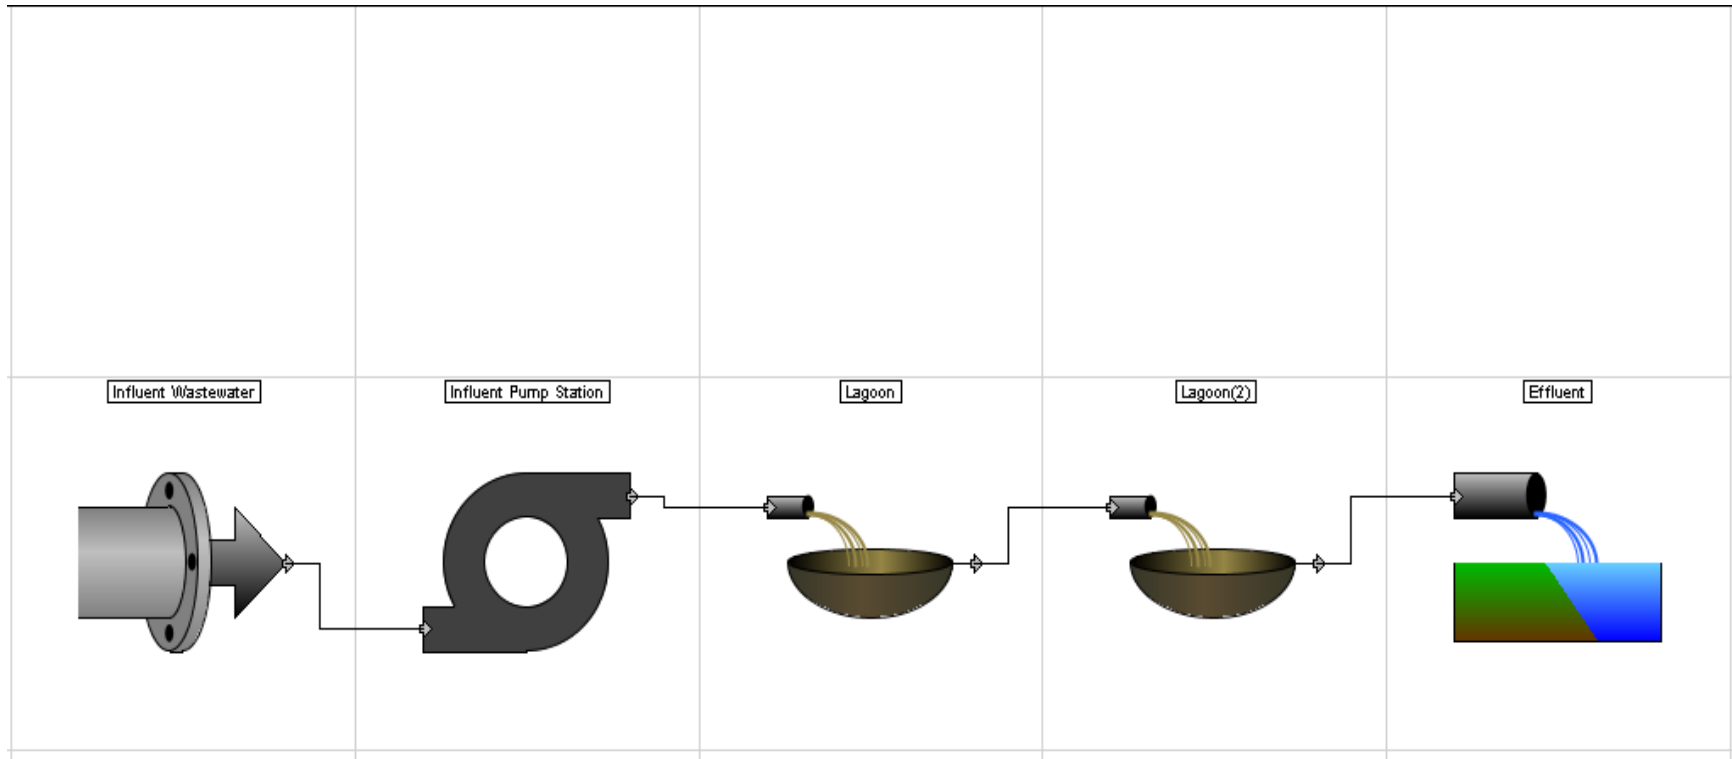 Influent Wastewater
Influent Pump Station
Lagoon
Lagoon(2)
Effluent